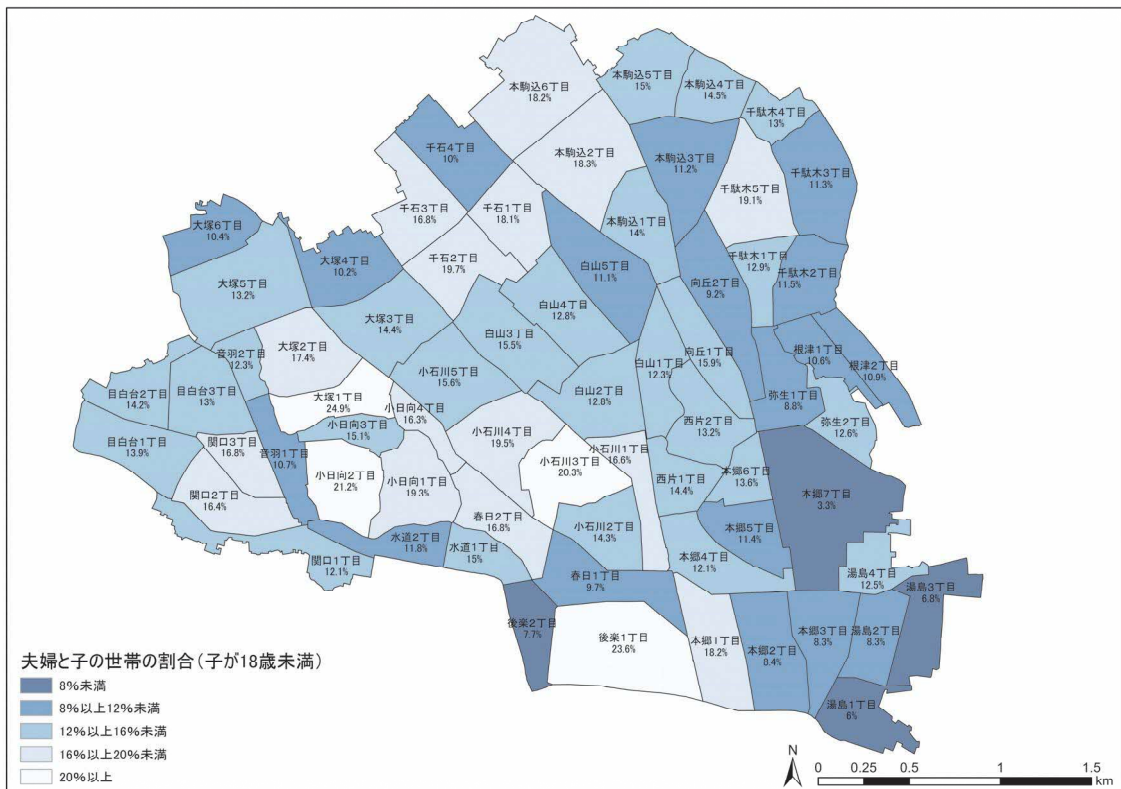 本駒込6丁目
18.2%
本駒込5丁目
15%
本駒込4丁目
14.5%
千駄木4丁目
13%
千石4丁目
10%
本駒込2丁目
18.3%
本駒込3丁目
11.2%
千駄木5丁目
19.1%
千駄木3丁目
11.3%
千石3丁目
16.8%
千石1丁目
18.1%
本駒込1丁目
14%
大塚6丁目
10.4%
大塚4丁目
10.2%
千石2丁目
19.7%
白山5丁目
11.1%
向丘2丁目
9.2%
千駄木1丁目
12.9%
千駄木2丁目
11.5%
大塚5丁目
13.2%
大塚3丁目
14.4%
白山4丁目
12.8%
白山3丁目
15.5%
大塚2丁目
17.4%
音羽2丁目
12.3%
小石川5丁目
15.6%
白山1丁目
12.3%
向丘1丁目
15.9%
根津1丁目
10.6%
根津2丁目
10.9%
目白台2丁目
14.2%
目白台3丁目
13%
大塚1丁目
24.9%
小日向4丁目
16.3%
白山2丁目
12.8%
弥生1丁目
8.8%
小日向3丁目
15.1%
小石川4丁目
19.5%
西片2丁目
13.2%
弥生2丁目
12.6%
目白台1丁目
13.9%
関口3丁目
16.8%
音羽1丁目
10.7%
小石川1丁目
16.6%
小石川3丁目
20.3%
小日向2丁目
21.2%
小日向1丁目
19.3%
西片1丁目
14.4%
本郷6丁目
13.6%
本郷7丁目
3.3%
関口2丁目
16.4%
春日2丁目
16.8%
小石川2丁目
14.3%
本郷5丁目
11.4%
水道2丁目
11.8%
水道1丁目
15%
本郷4丁目
12.1%
関口1丁目
12.1%
春日1丁目
9.7%
湯島4丁目
12.5%
湯島3丁目
6.8%
後楽2丁目
7.7%
後楽1丁目
23.6%
本郷1丁目
18.2%
本郷2丁目
8.4%
本郷3丁目
8.3%
湯島2丁目
8.3%
湯島1丁目
6%
夫婦と子の世帯の割合(子が18歳未満)
8%未満
8%以上12%未満
12%以上16%未満
16%以上20%未満
20%以上
N
0 0.25 0.5 1 1.5
km